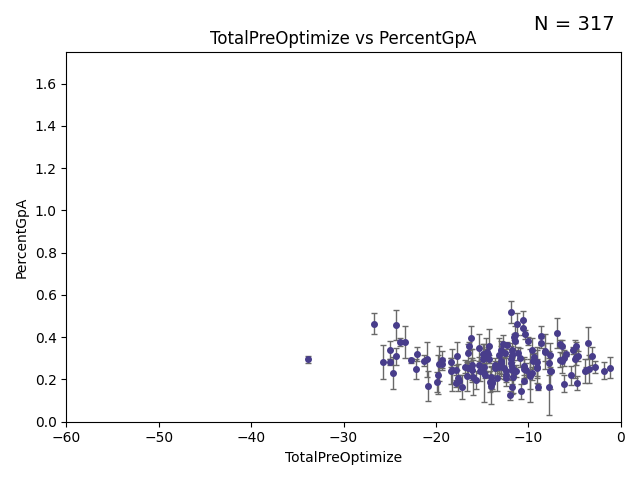 N = 317
TotalPreOptimize vs PercentGpA
1.6
1.4
1.2
1.0
0.8
0.6
0.4
0.2
0.0
PercentGpA
−60 −50 −40 −30 −20 −10 0
TotalPreOptimize